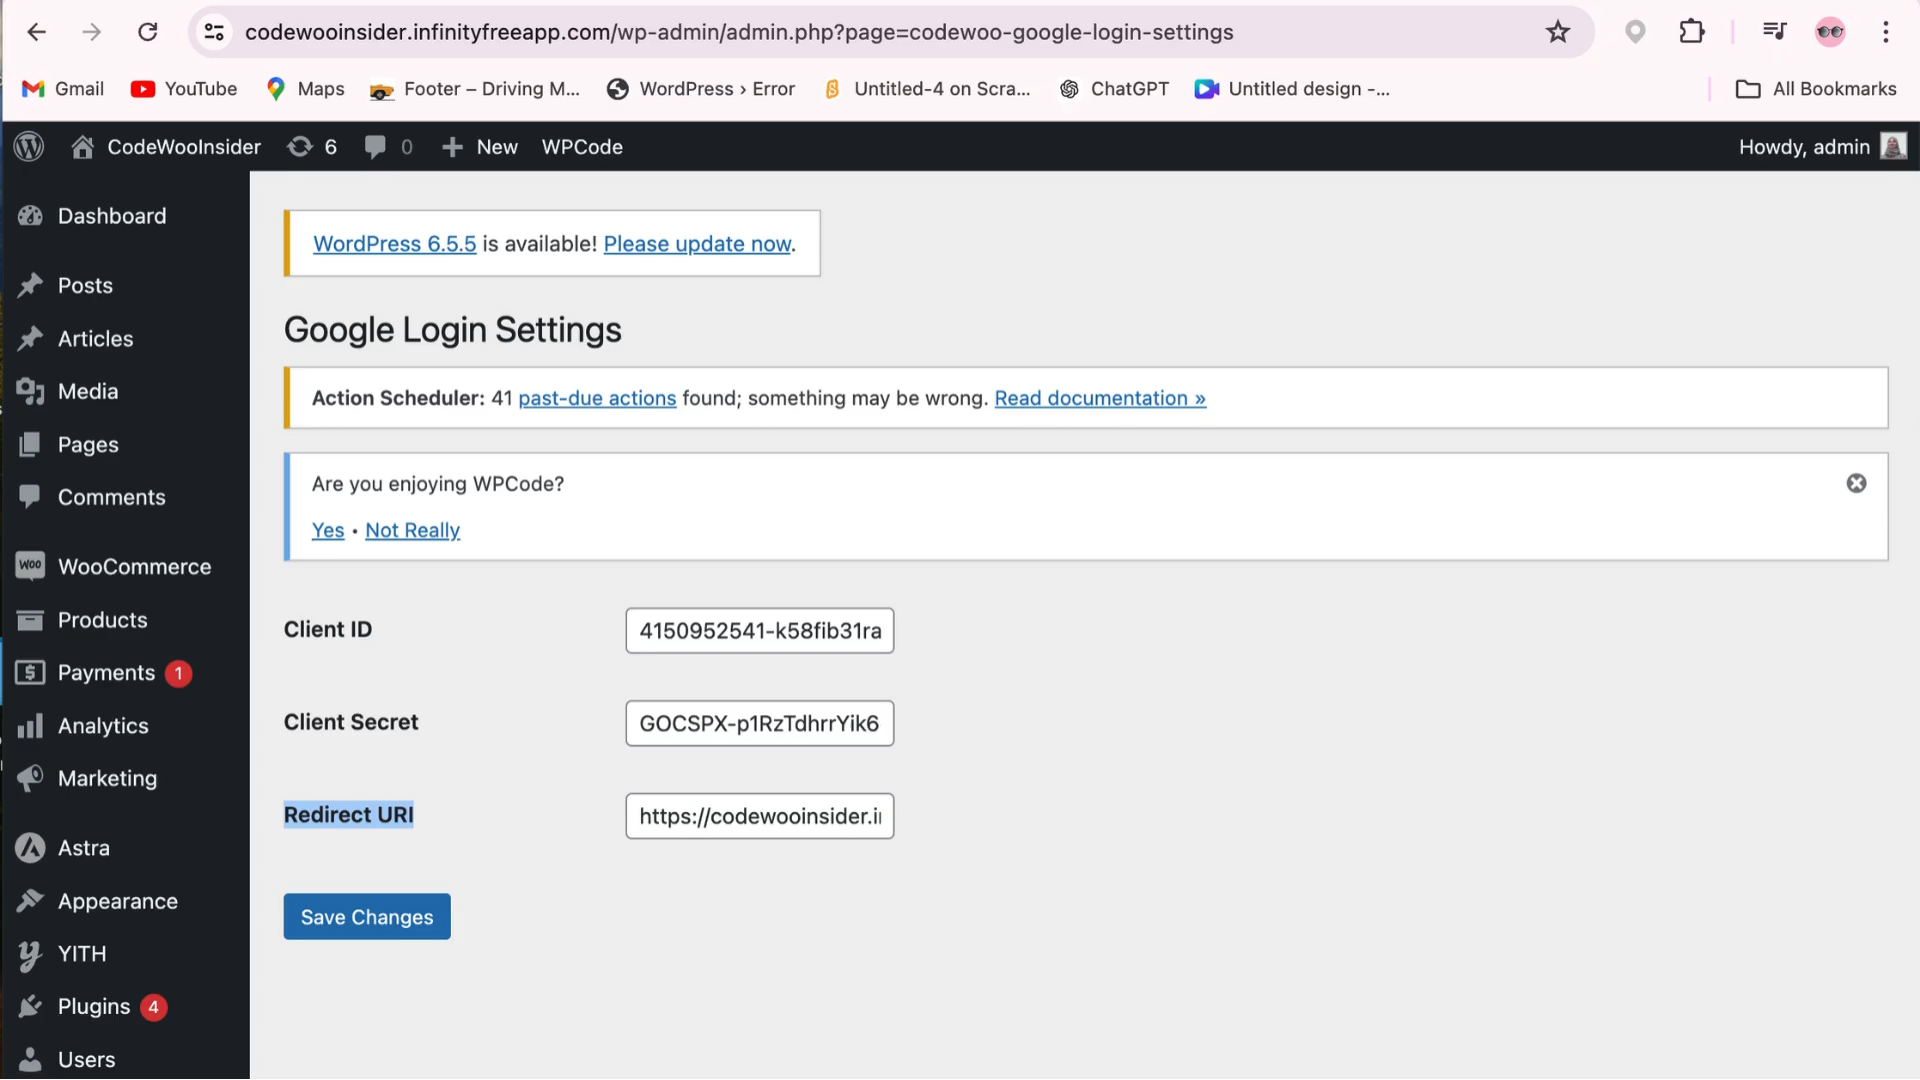 codewooinsider.infinityfreeapp.com/wp-admin/admin.php?page=codewoo-google-login-settings
Gmail
YouTube
Maps
Footer – Driving M...
WordPress › Error
Untitled-4 on Scra...
ChatGPT
Untitled design -...
All Bookmarks
CodeWooInsider
6
0
New
WPCode
Howdy, admin
Dashboard
Posts
Articles
Media
Pages
Comments
WooCommerce
Products
Payments 1
Analytics
Marketing
Astra
Appearance
YITH
Plugins 4
Users
WordPress 6.5.5 is available! Please update now.
Google Login Settings
Action Scheduler: 41 past-due actions found; something may be wrong. Read documentation »
Are you enjoying WPCode?
Yes • Not Really
Client ID
4150952541-k58fib31ra
Client Secret
GOCSPX-p1RzTdhrrYik6
Redirect URI
https://codewooinsider.i
Save Changes